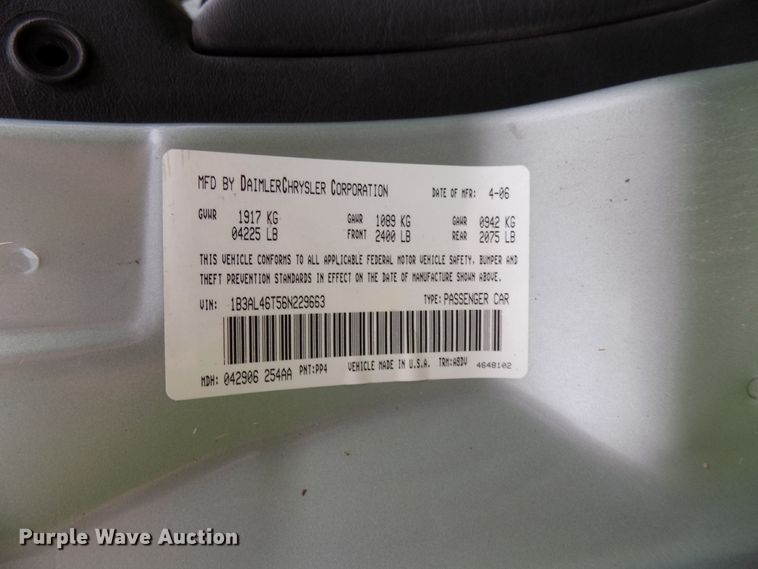 MFD BY DAIMLERCHRYSLER CORPORATION DATE OF MFR: 4-06
GVWR 1917 KG GAWR 1089 KG GAWR 0942 KG
04225 LB FRONT 2400 LB REAR 2075 LB
THIS VEHICLE CONFORMS TO ALL APPLICABLE FEDERAL MOTOR VEHICLE SAFETY, BUMPER AND
THEFT PREVENTION STANDARDS IN EFFECT ON THE DATE OF MANUFACTURE SHOWN ABOVE.
VIN: 1B3AL46T56N229663 TYPE: PASSENGER CAR
MDH: 042906 254AA PNT:PP4 VEHICLE MADE IN U.S.A. TRM:A8DV 4648102
Purple Wave Auction